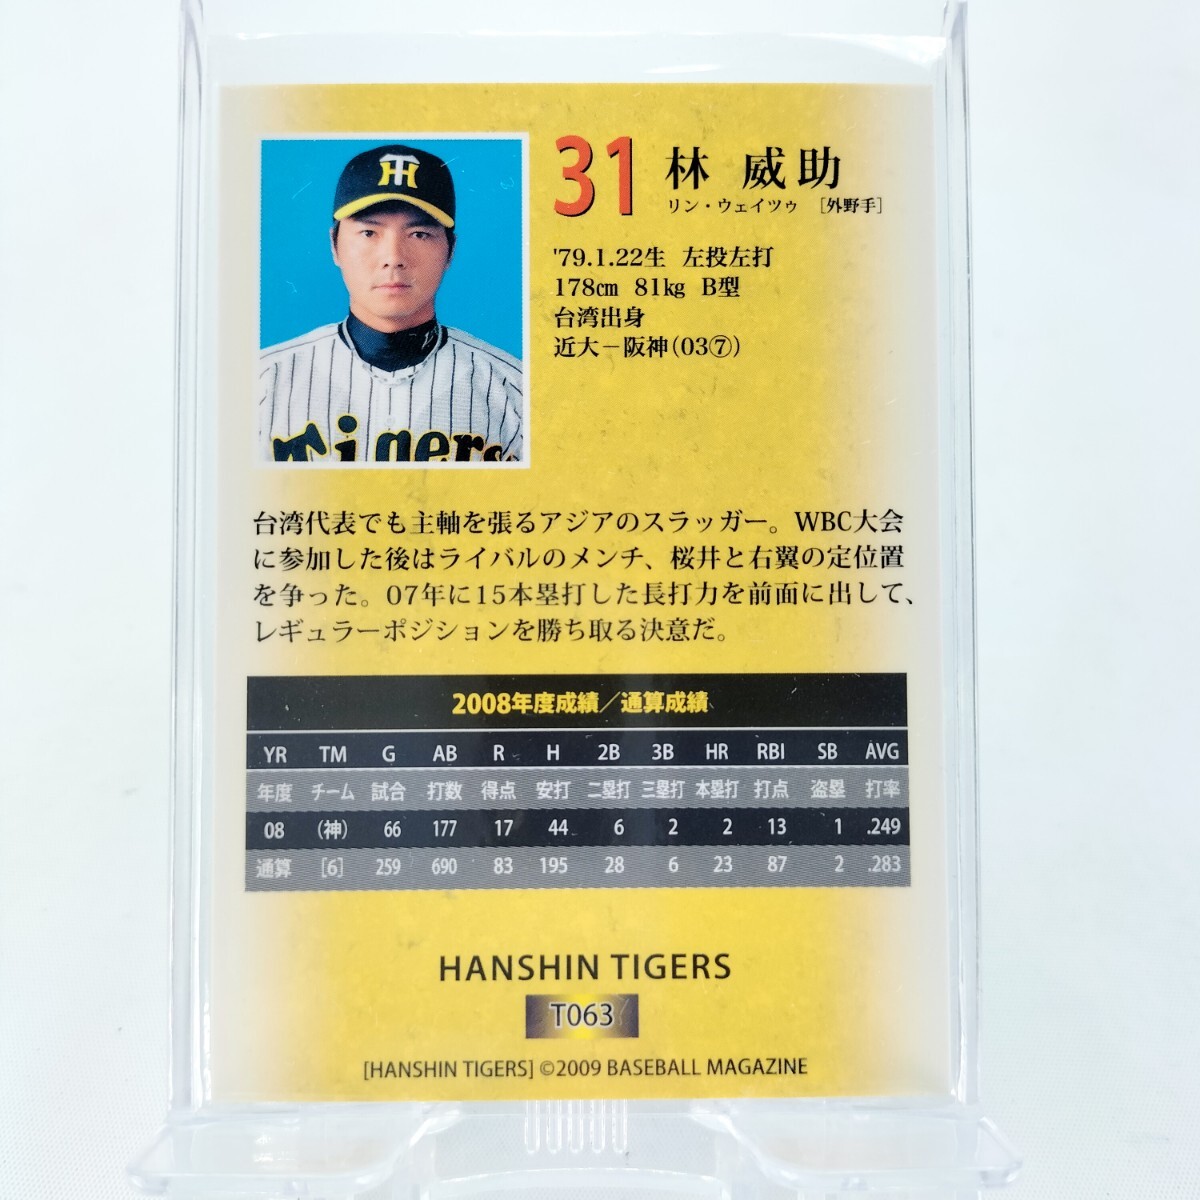 31 林 威助
リン・ウェイツゥ [外野手]
'79.1.22生 左投左打
178㎝ 81㎏ B型
台湾出身
近大－阪神(03⑦)
Tigers
台湾代表でも主軸を張るアジアのスラッガー。WBC大会
に参加した後はライバルのメンチ、桜井と右翼の定位置
を争った。07年に15本塁打した長打力を前面に出して、
レギュラーポジションを勝ち取る決意だ。
2008年度成績／通算成績
YR TM G AB R H 2B 3B HR RBI SB AVG
年度 チーム 試合 打数 得点 安打 二塁打 三塁打 本塁打 打点 盗塁 打率
08 (神) 66 177 17 44 6 2 2 13 1 .249
通算 [6] 259 690 83 195 28 6 23 87 2 .283
HANSHIN TIGERS
T063
[HANSHIN TIGERS] ©2009 BASEBALL MAGAZINE